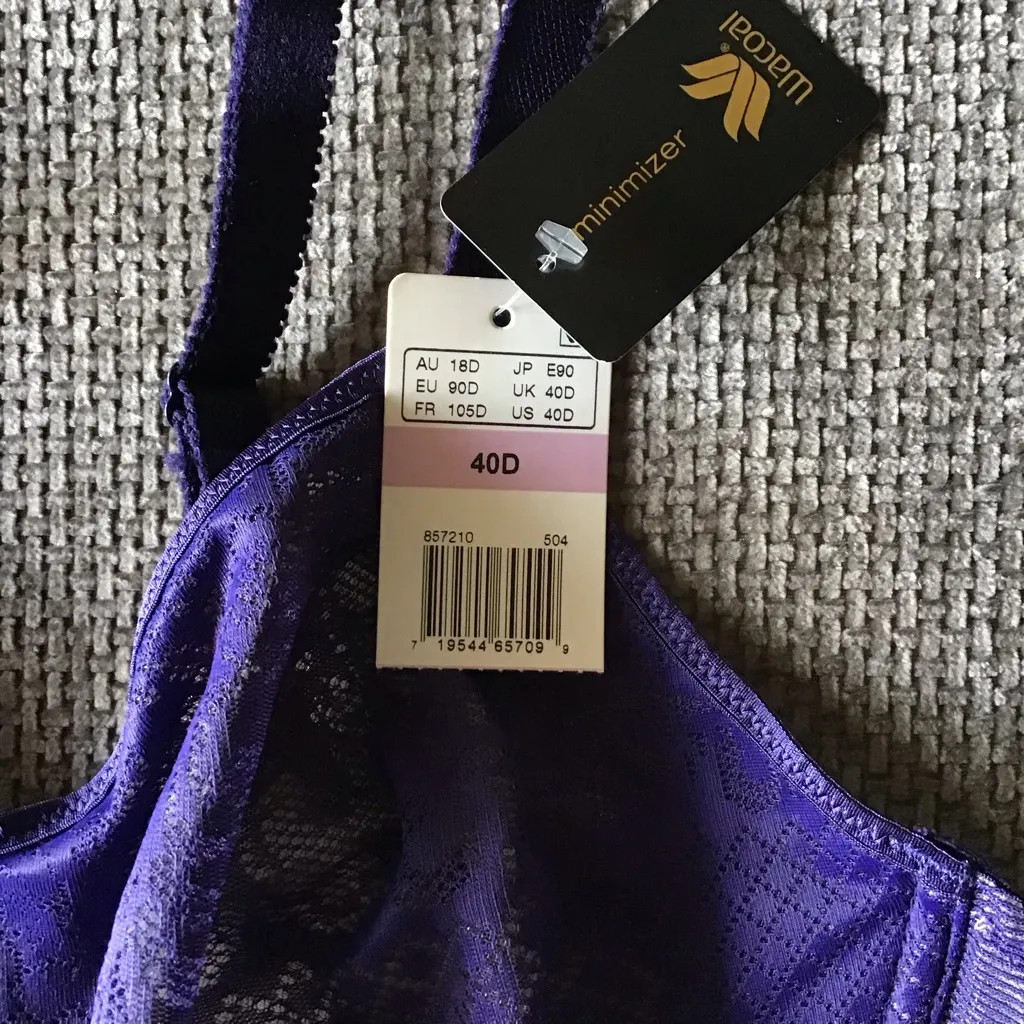 Wacoal®
minimizer
AU 18D JP E90
EU 90D UK 40D
FR 105D US 40D
40D
857210 504
7 19544 65709 9